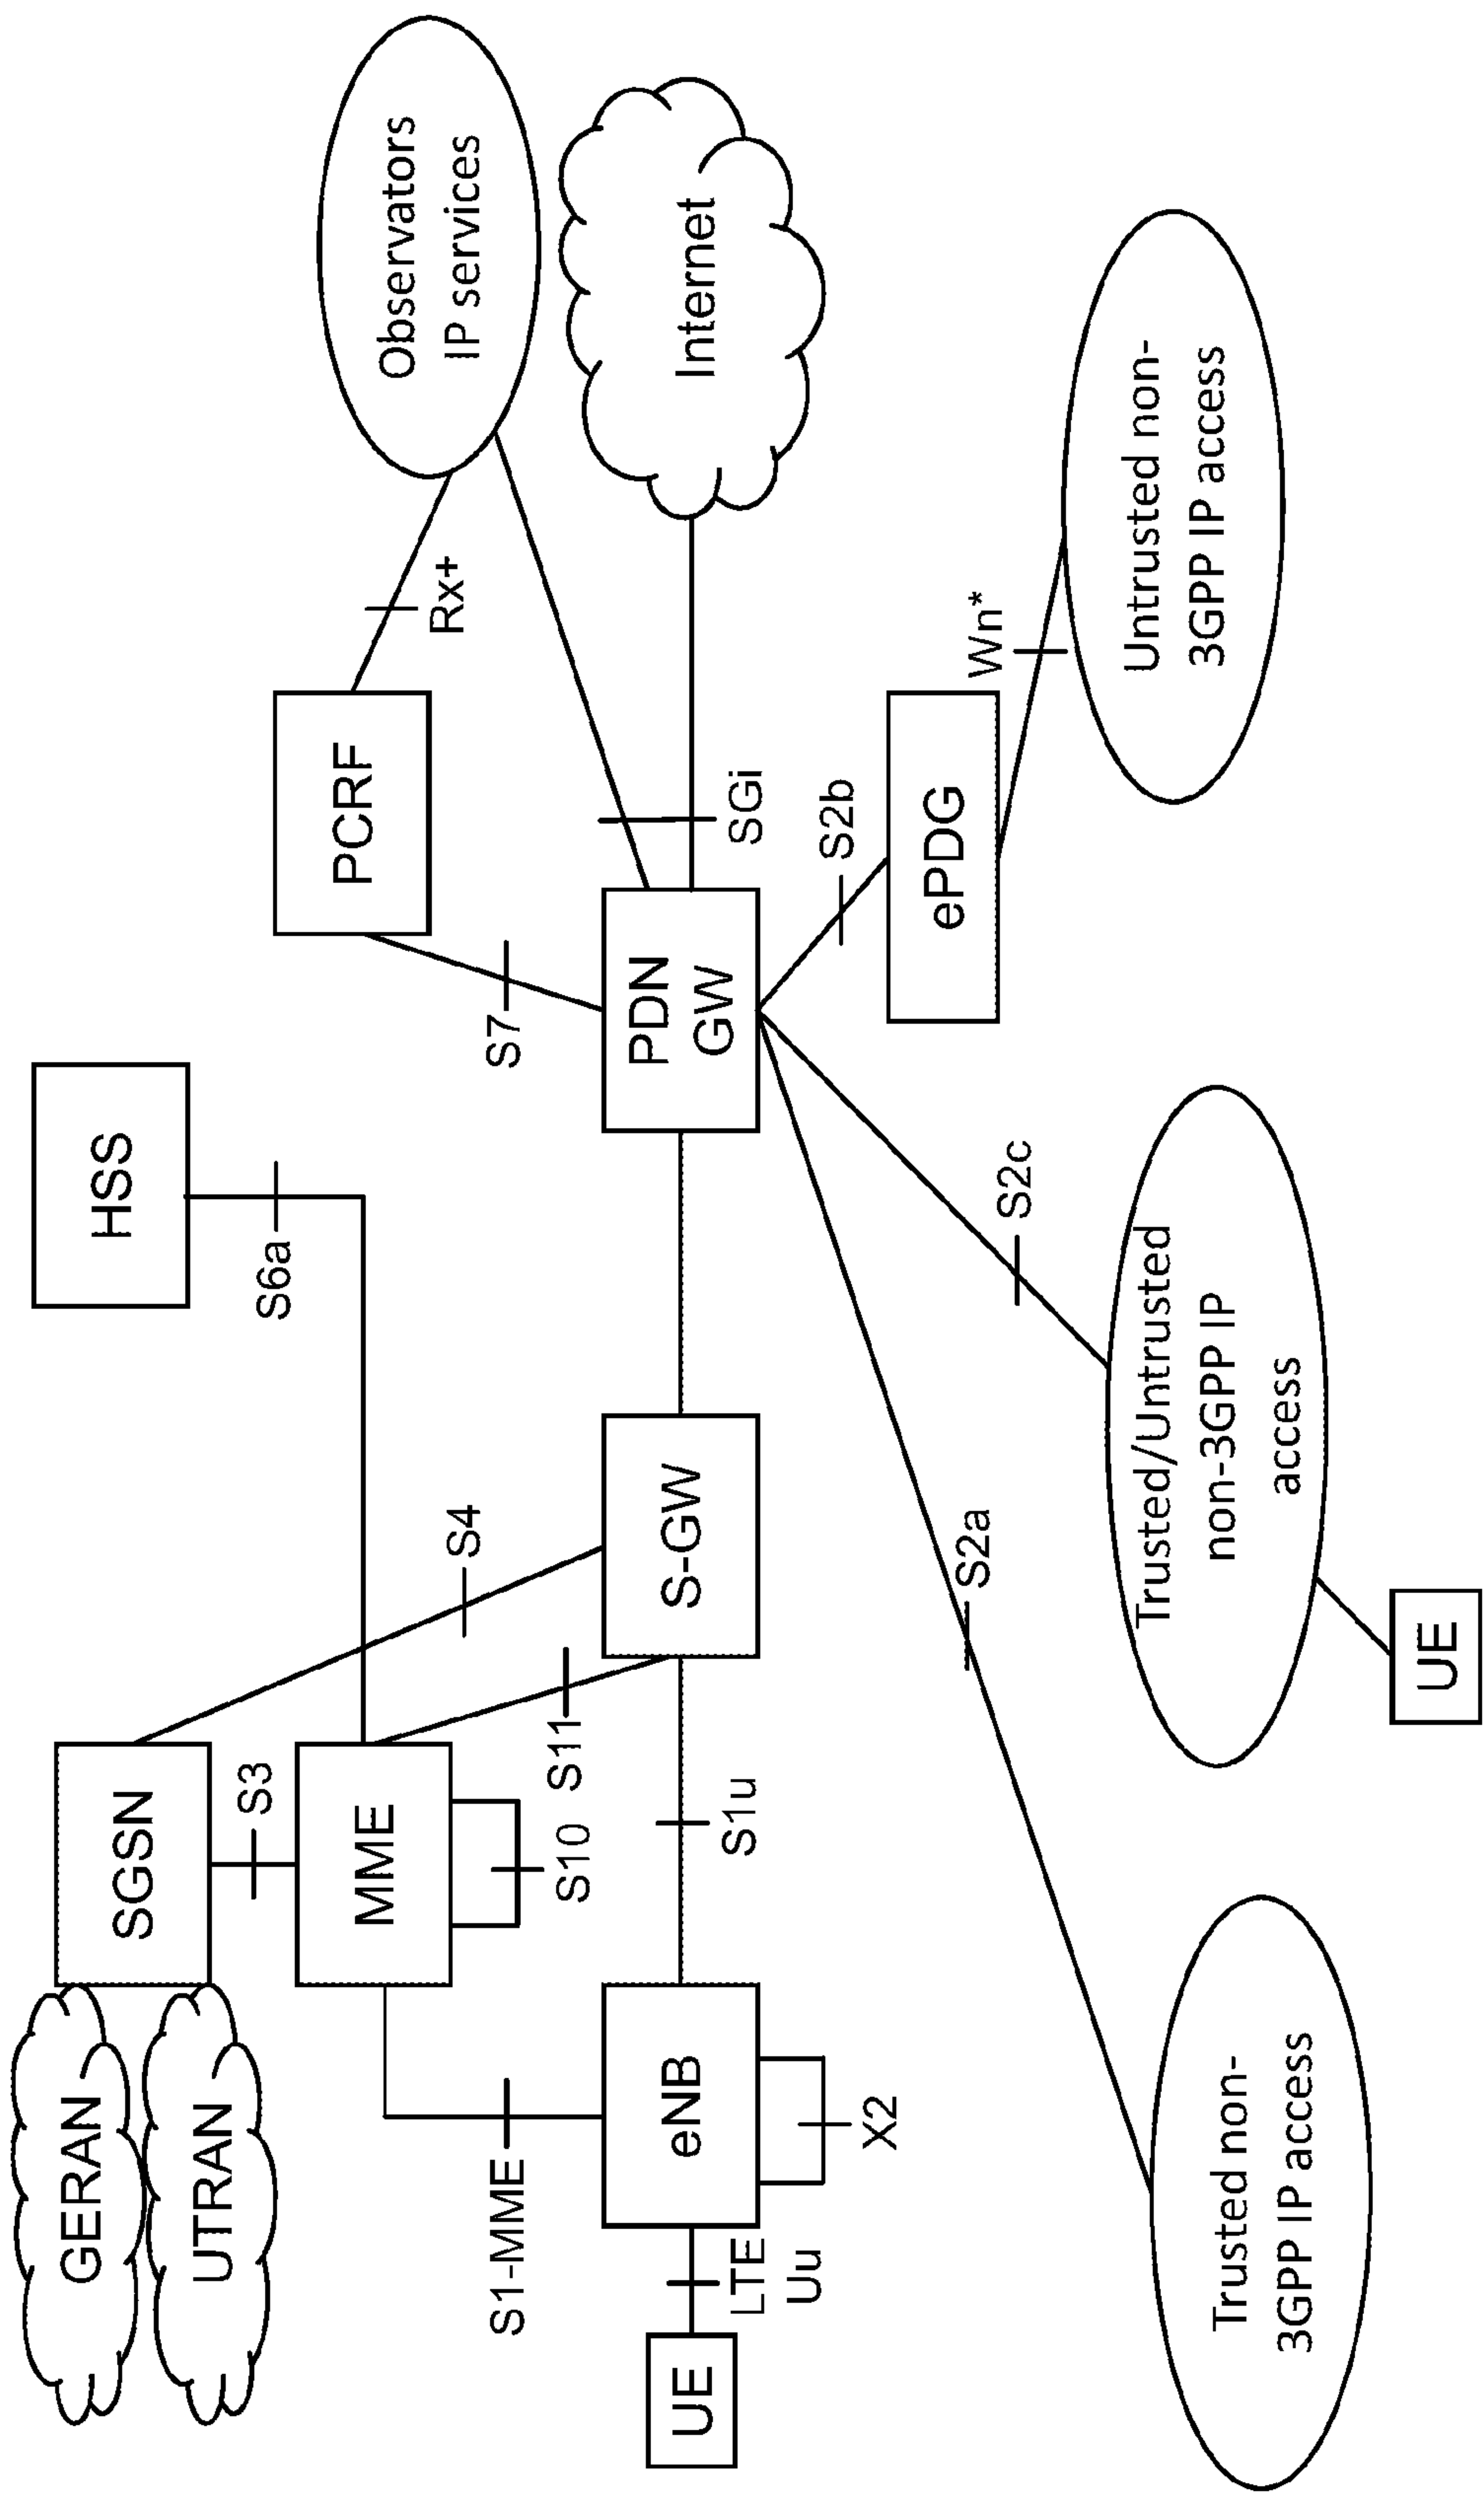 GERAN
UTRAN
SGSN
HSS
S3
S6a
MME
PCRF
Observators
IP services
S10
S11
S4
S7
Rx+
S1-MME
UE
LTE
Uu
eNB
X2
S1u
S-GW
PDN
GW
SGi
Internet
S2a
S2c
S2b
ePDG
Wn*
Trusted non-
3GPP IP access
Trusted/Untrusted
non-3GPP IP
access
UE
Untrusted non-
3GPP IP access